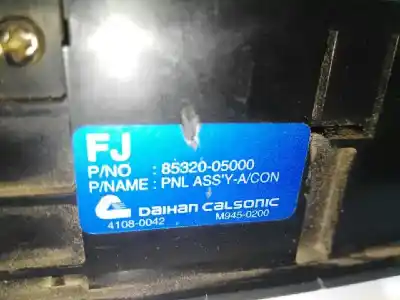 FJ
P/NO : 85320-05000
P/NAME : PNL ASS'Y-A/CON
DAIHAN CALSONIC
4108-0042 M945-0200